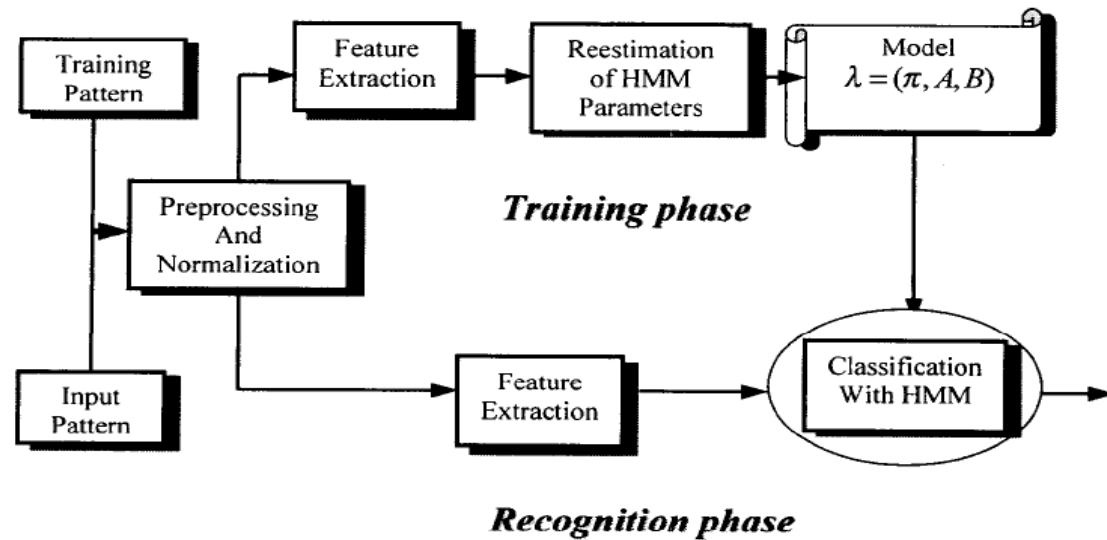 Training
Pattern
Feature
Extraction
Reestimation
of HMM
Parameters
Model
λ = (π, A, B)
Preprocessing
And
Normalization
Training phase
Input
Pattern
Feature
Extraction
Classification
With HMM
Recognition phase